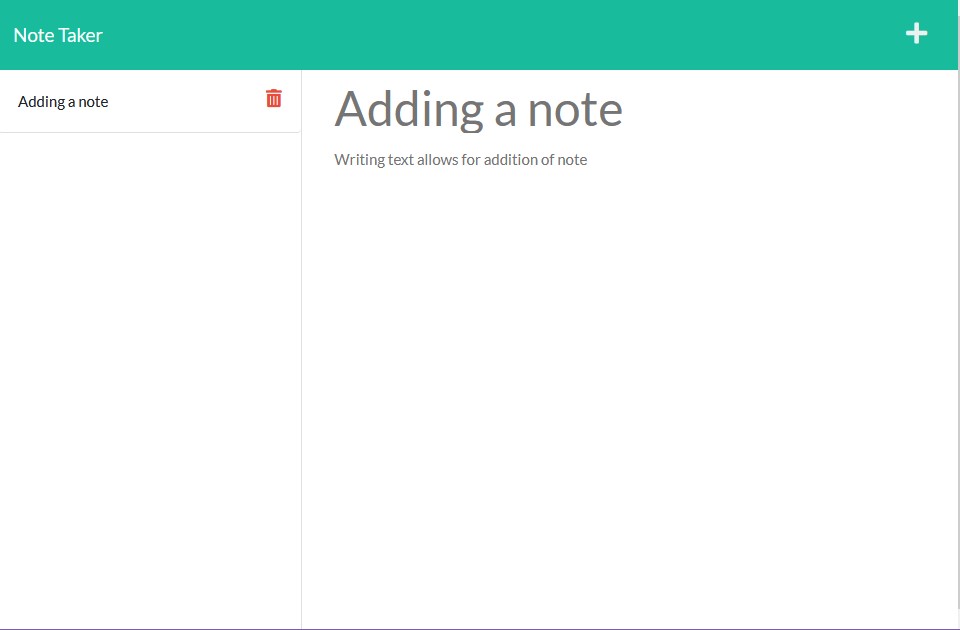 Note Taker
Adding a note
Adding a note
Writing text allows for addition of note